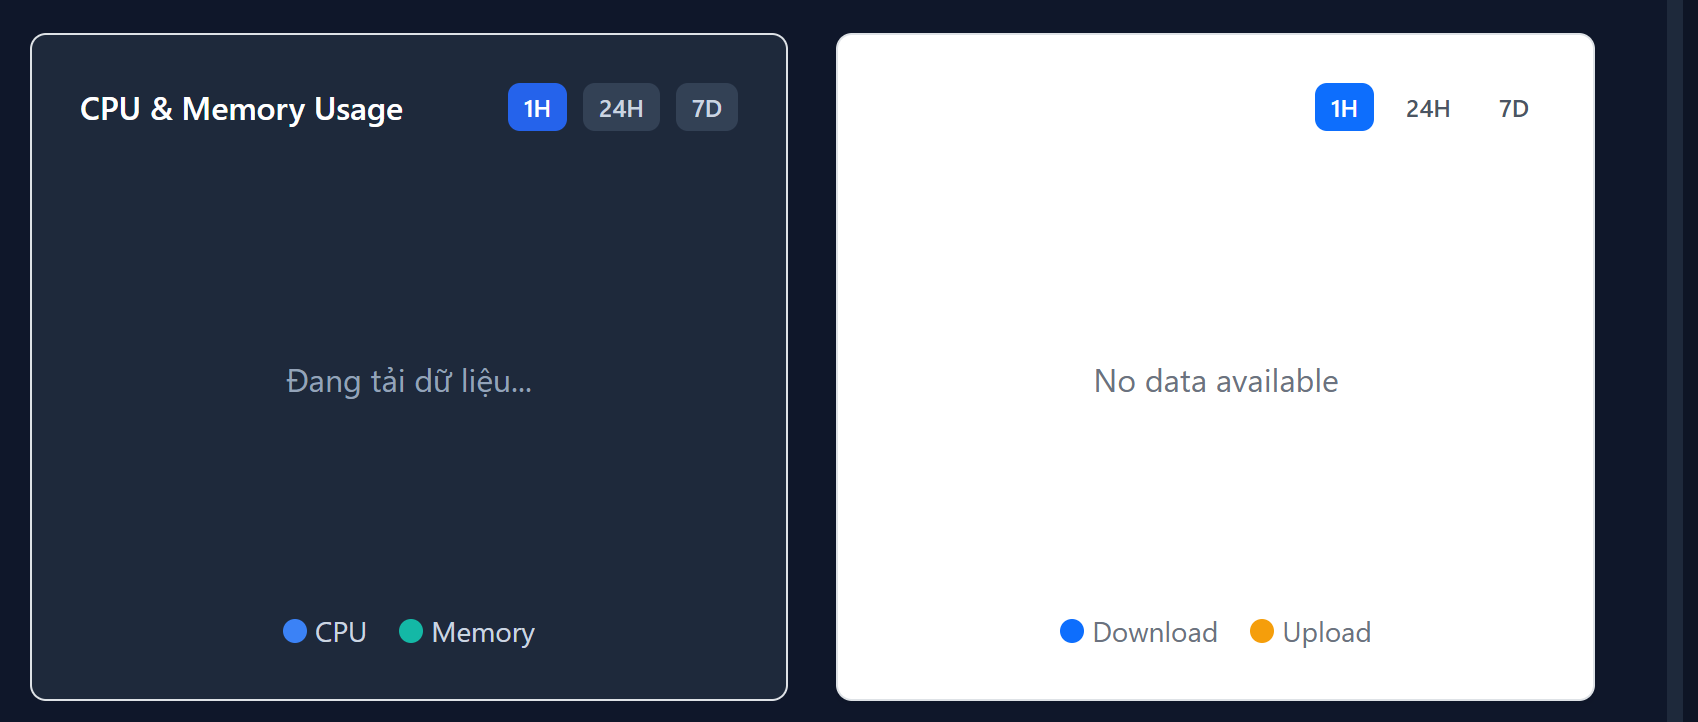 CPU & Memory Usage
1H
24H
7D
Đang tải dữ liệu...
CPU
Memory
1H
24H
7D
No data available
Download
Upload